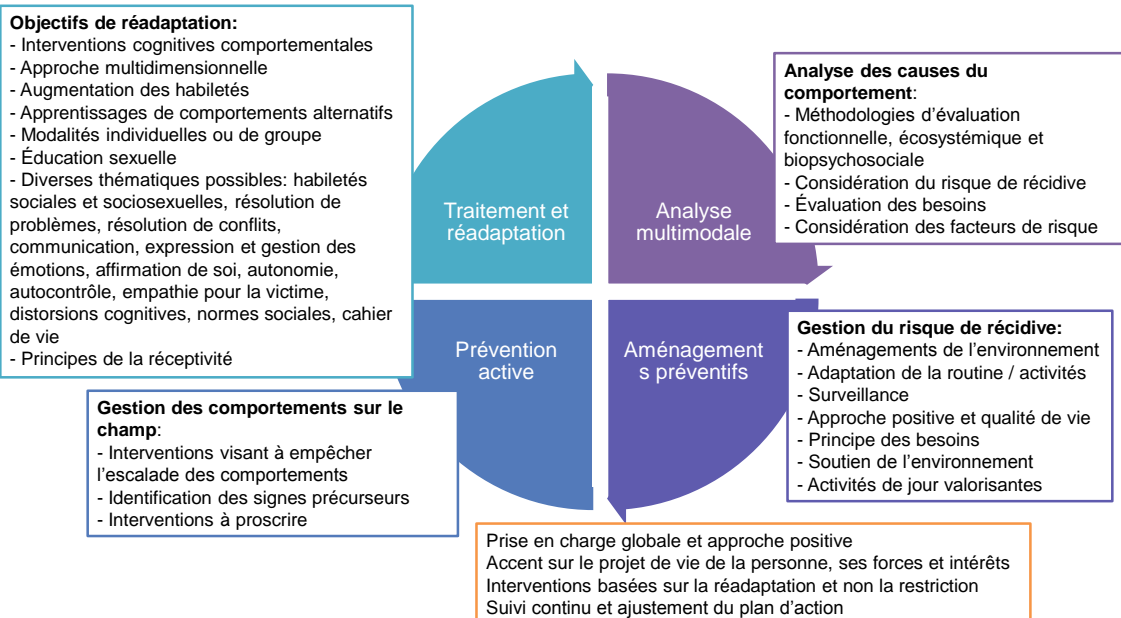 Objectifs de réadaptation:
- Interventions cognitives comportementales
- Approche multidimensionnelle
- Augmentation des habiletés
- Apprentissages de comportements alternatifs
- Modalités individuelles ou de groupe
- Éducation sexuelle
- Diverses thématiques possibles: habiletés
sociales et sociosexuelles, résolution de
problèmes, résolution de conflits,
communication, expression et gestion des
émotions, affirmation de soi, autonomie,
autocontrôle, empathie pour la victime,
distorsions cognitives, normes sociales, cahier
de vie
- Principes de la réceptivité
Traitement et
réadaptation
Analyse
multimodale
Analyse des causes du
comportement:
- Méthodologies d’évaluation
fonctionnelle, écosystémique et
biopsychosociale
- Considération du risque de récidive
- Évaluation des besoins
- Considération des facteurs de risque
Prévention
active
Aménagement
s préventifs
Gestion du risque de récidive:
- Aménagements de l’environnement
- Adaptation de la routine / activités
- Surveillance
- Approche positive et qualité de vie
- Principe des besoins
- Soutien de l’environnement
- Activités de jour valorisantes
Gestion des comportements sur le
champ:
- Interventions visant à empêcher
l’escalade des comportements
- Identification des signes précurseurs
- Interventions à proscrire
Prise en charge globale et approche positive
Accent sur le projet de vie de la personne, ses forces et intérêts
Interventions basées sur la réadaptation et non la restriction
Suivi continu et ajustement du plan d’action